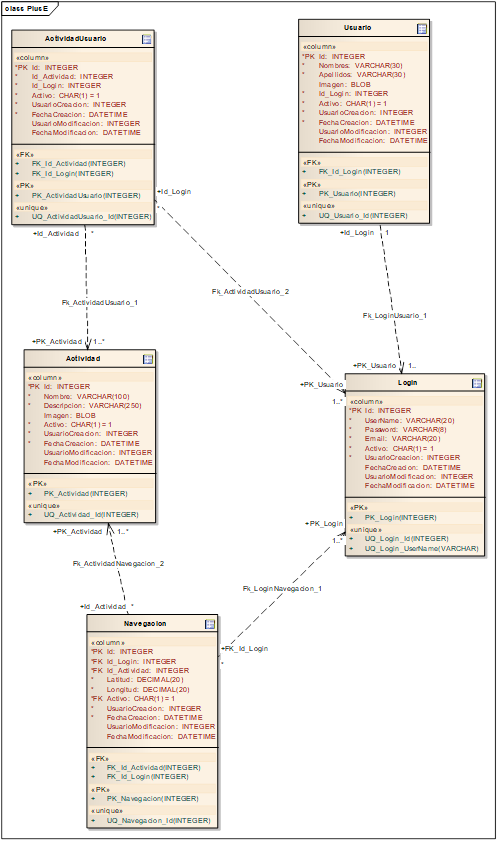 class PlusE
ActividadUsuario
«column»
*PK Id: INTEGER
* Id_Actividad: INTEGER
* Id_Login: INTEGER
* Activo: CHAR(1) = 1
* UsuarioCreacion: INTEGER
* FechaCreacion: DATETIME
UsuarioModificacion: INTEGER
FechaModificacion: DATETIME
«FK»
+ FK_Id_Actividad(INTEGER)
+ FK_Id_Login(INTEGER)
«PK»
+ PK_ActividadUsuario(INTEGER)
«unique»
+ UQ_ActividadUsuario_Id(INTEGER)
Usuario
«column»
*PK Id: INTEGER
* Nombres: VARCHAR(30)
* Apellidos: VARCHAR(30)
Imagen: BLOB
* Id_Login: INTEGER
* Activo: CHAR(1) = 1
* UsuarioCreacion: INTEGER
* FechaCreacion: DATETIME
UsuarioModificacion: INTEGER
FechaModificacion: DATETIME
«FK»
+ FK_Id_Login(INTEGER)
«PK»
+ PK_Usuario(INTEGER)
«unique»
+ UQ_Usuario_Id(INTEGER)
+Id_Login
*
+Id_Actividad *
+Id_Login 1
Fk_ActividadUsuario_2
Fk_ActividadUsuario_1
Fk_LoginUsuario_1
+PK_Actividad 1..*
+PK_Usuario 1..
+PK_Usuario
1..*
Actividad
«column»
*PK Id: INTEGER
* Nombre: VARCHAR(100)
* Descripcion: VARCHAR(250)
Imagen: BLOB
* Activo: CHAR(1) = 1
* UsuarioCreacion: INTEGER
* FechaCreacion: DATETIME
UsuarioModificacion: INTEGER
FechaModificacion: DATETIME
«PK»
+ PK_Actividad(INTEGER)
«unique»
+ UQ_Actividad_Id(INTEGER)
Login
«column»
*PK Id: INTEGER
* UserName: VARCHAR(20)
* Password: VARCHAR(8)
* Email: VARCHAR(20)
* Activo: CHAR(1) = 1
* UsuarioCreacion: INTEGER
FechaCreacion: DATETIME
UsuarioModificacion: INTEGER
FechaModificacion: DATETIME
«PK»
+ PK_Login(INTEGER)
«unique»
+ UQ_Login_Id(INTEGER)
+ UQ_Login_UserName(VARCHAR)
+PK_Actividad 1..*
+PK_Login
1..*
Fk_ActividadNavegacion_2
Fk_LoginNavegacion_1
+Id_Actividad *
+FK_Id_Login
*
Navegacion
«column»
*PK Id: INTEGER
*FK Id_Login: INTEGER
*FK Id_Actividad: INTEGER
* Latitud: DECIMAL(20)
* Longitud: DECIMAL(20)
*FK Activo: CHAR(1) = 1
* UsuarioCreacion: INTEGER
* FechaCreacion: DATETIME
UsuarioModificacion: INTEGER
FechaModificacion: DATETIME
«FK»
+ FK_Id_Actividad(INTEGER)
+ FK_Id_Login(INTEGER)
«PK»
+ PK_Navegacion(INTEGER)
«unique»
+ UQ_Navegacion_Id(INTEGER)